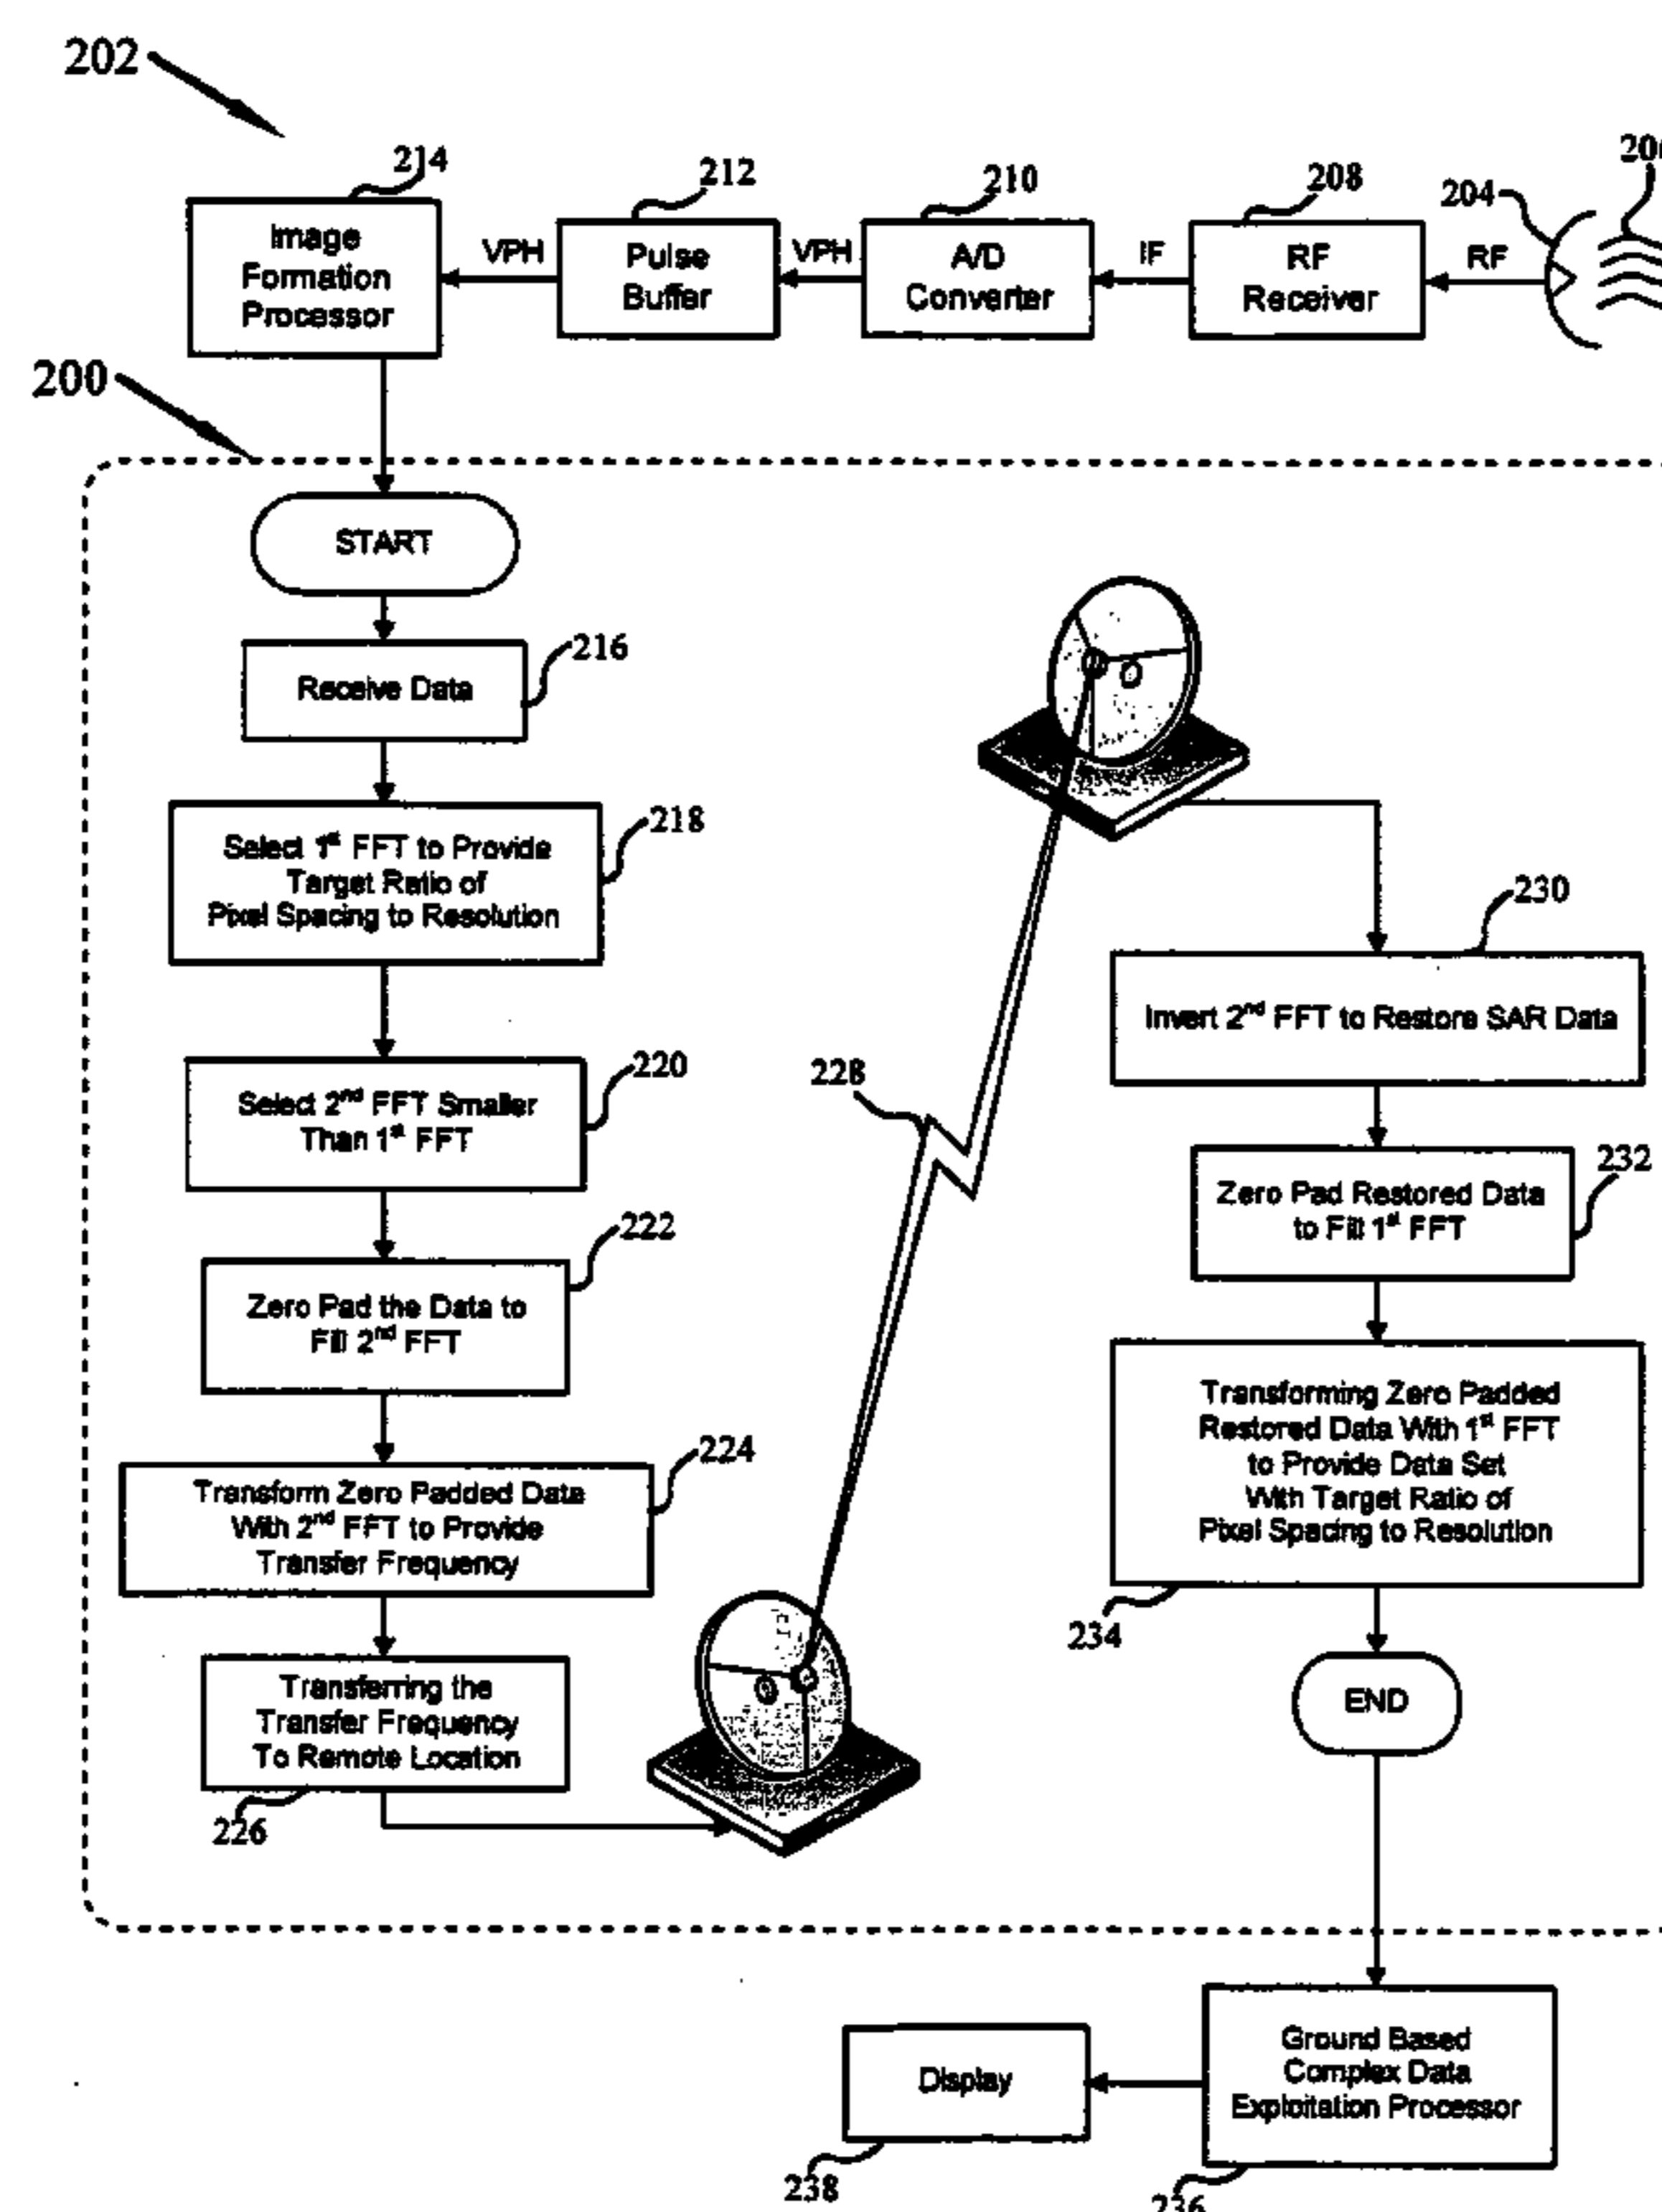 202
214
212
210
208
204
Image
Formation
Processor
VPH
Pulse
Buffer
VPH
A/D
Converter
IF
RF
Receiver
RF
200
START
Receive Data
216
Select 1st FFT to Provide
Target Ratio of
Pixel Spacing to Resolution
218
Select 2nd FFT Smaller
Than 1st FFT
220
Zero Pad the Data to
Fill 2nd FFT
222
Transform Zero Padded Data
With 2nd FFT to Provide
Transfer Frequency
224
Transferring the
Transfer Frequency
To Remote Location
226
228
230
Invert 2nd FFT to Restore SAR Data
232
Zero Pad Restored Data
to Fill 1st FFT
Transforming Zero Padded
Restored Data With 1st FFT
to Provide Data Set
With Target Ratio of
Pixel Spacing to Resolution
234
END
Ground Based
Complex Data
Exploitation Processor
236
Display
238